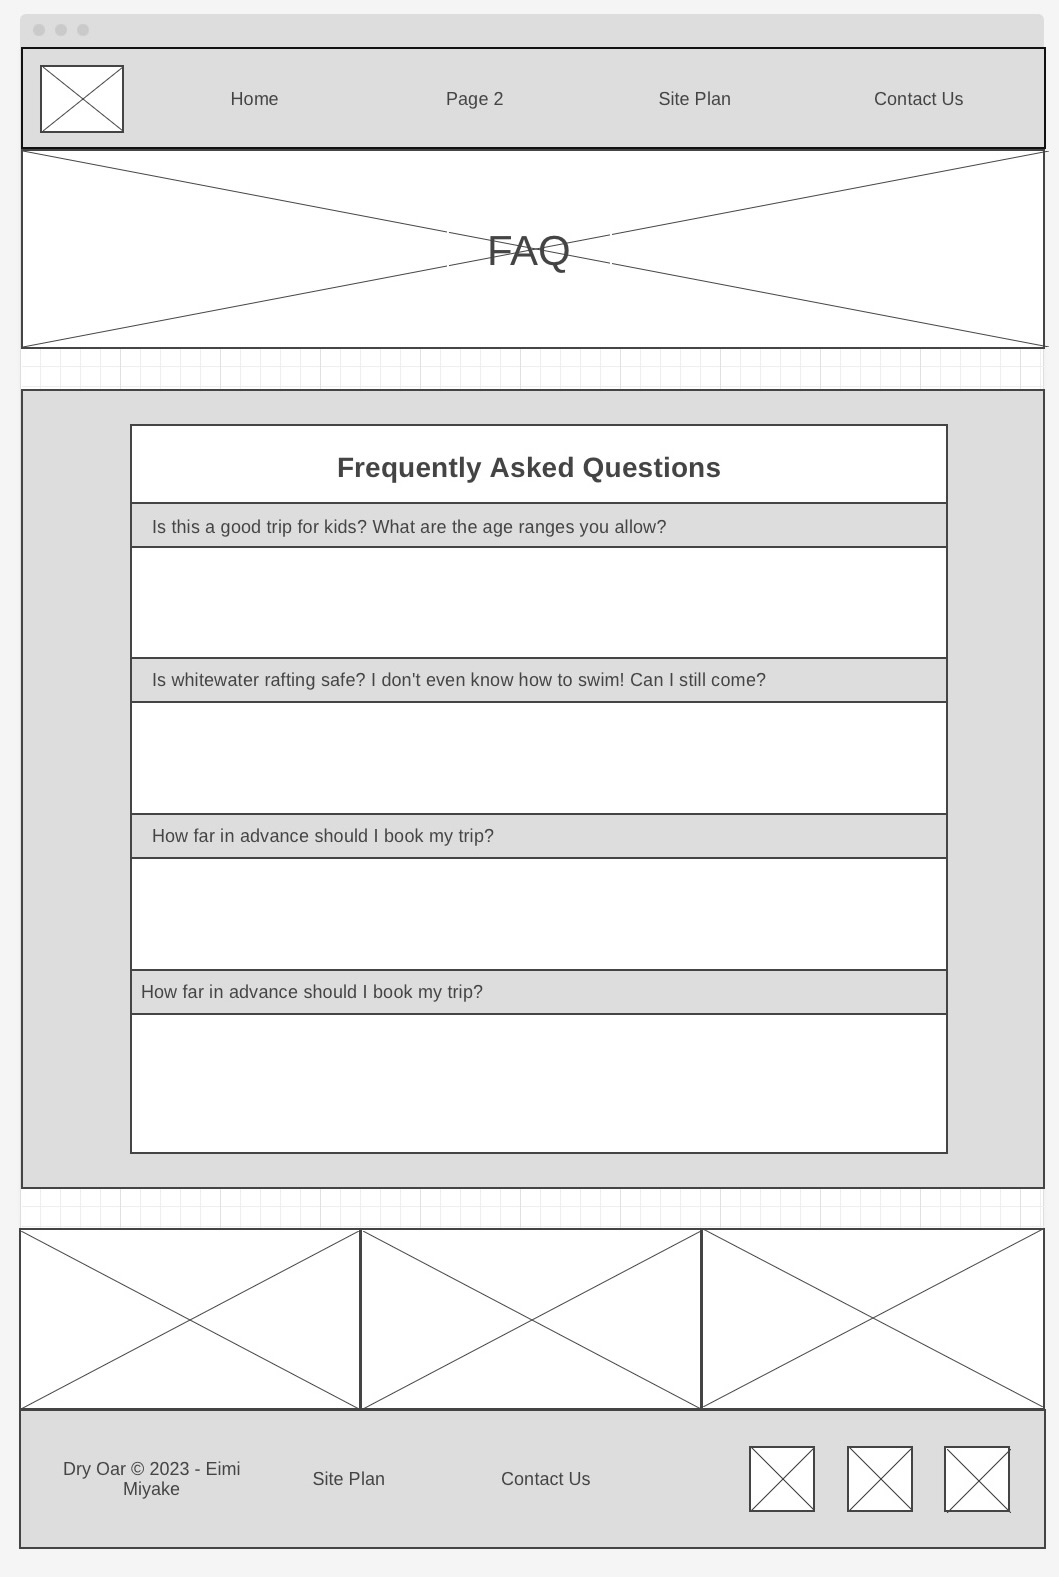 Home Page 2 Site Plan Contact Us
FAQ
Frequently Asked Questions
Is this a good trip for kids? What are the age ranges you allow?
Is whitewater rafting safe? I don't even know how to swim! Can I still come?
How far in advance should I book my trip?
How far in advance should I book my trip?
Dry Oar © 2023 - Eimi
Miyake
Site Plan
Contact Us